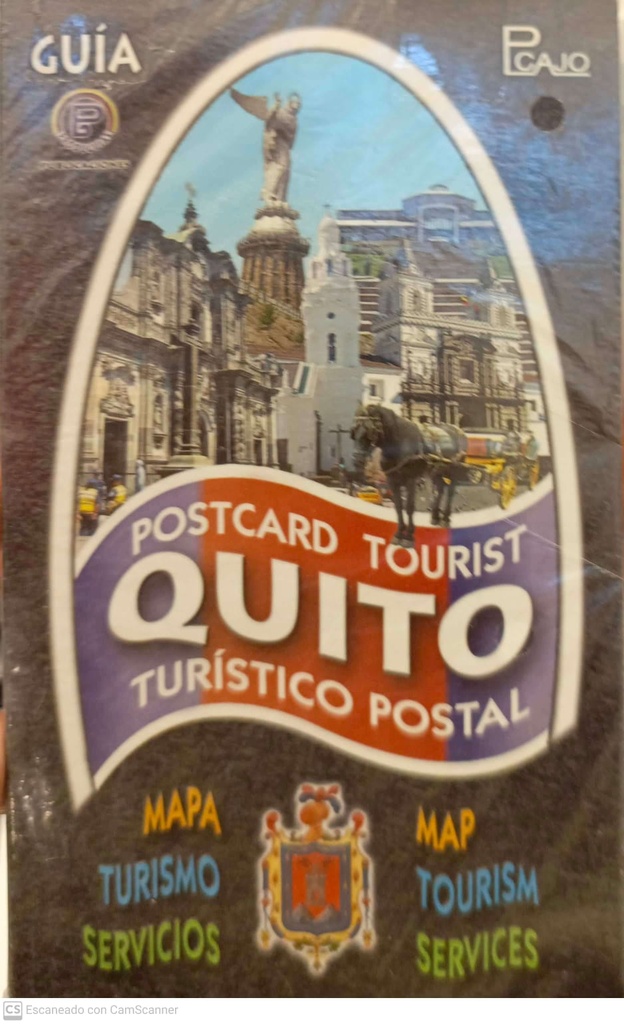 GUÍA
PCAJO
POSTCARD TOURIST
QUITO
TURÍSTICO POSTAL
MAPA
TURISMO
SERVICIOS
MAP
TOURISM
SERVICES
CS Escaneado con CamScanner